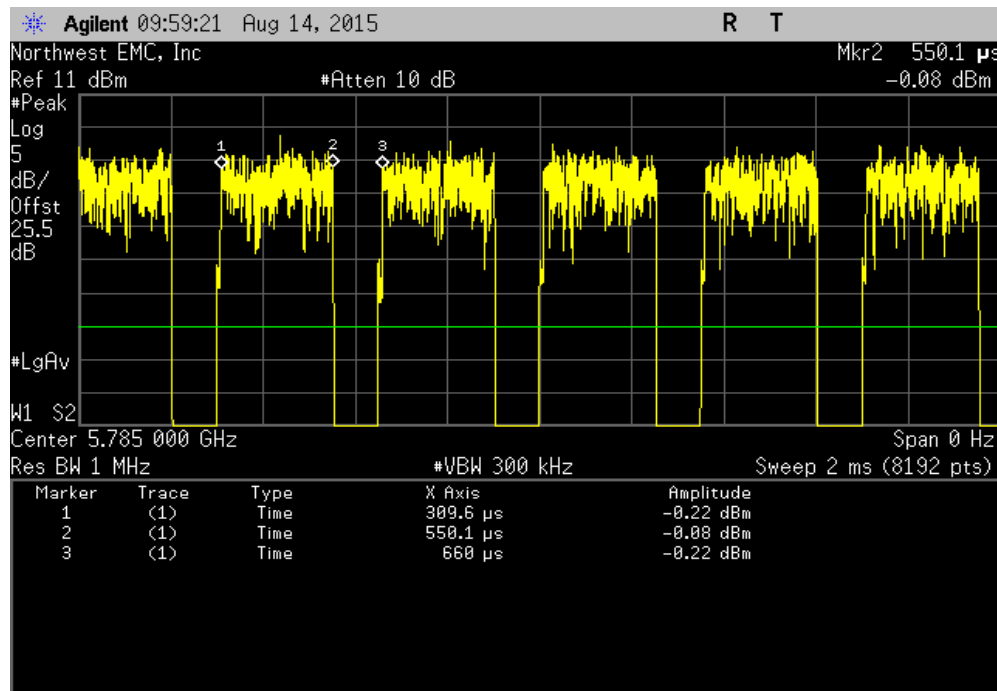 Agilent 09:59:21 Aug 14, 2015 R T
Northwest EMC, Inc Mkr2 550.1 µs
Ref 11 dBm #Atten 10 dB -0.08 dBm
#Peak
Log
5
dB/
Offst
25.5
dB
1 2 3
#LgAv
W1 S2
Center 5.785 000 GHz Span 0 Hz
Res BW 1 MHz #VBW 300 kHz Sweep 2 ms (8192 pts)
Marker Trace Type X Axis Amplitude
1 (1) Time 309.6 µs -0.22 dBm
2 (1) Time 550.1 µs -0.08 dBm
3 (1) Time 660 µs -0.22 dBm